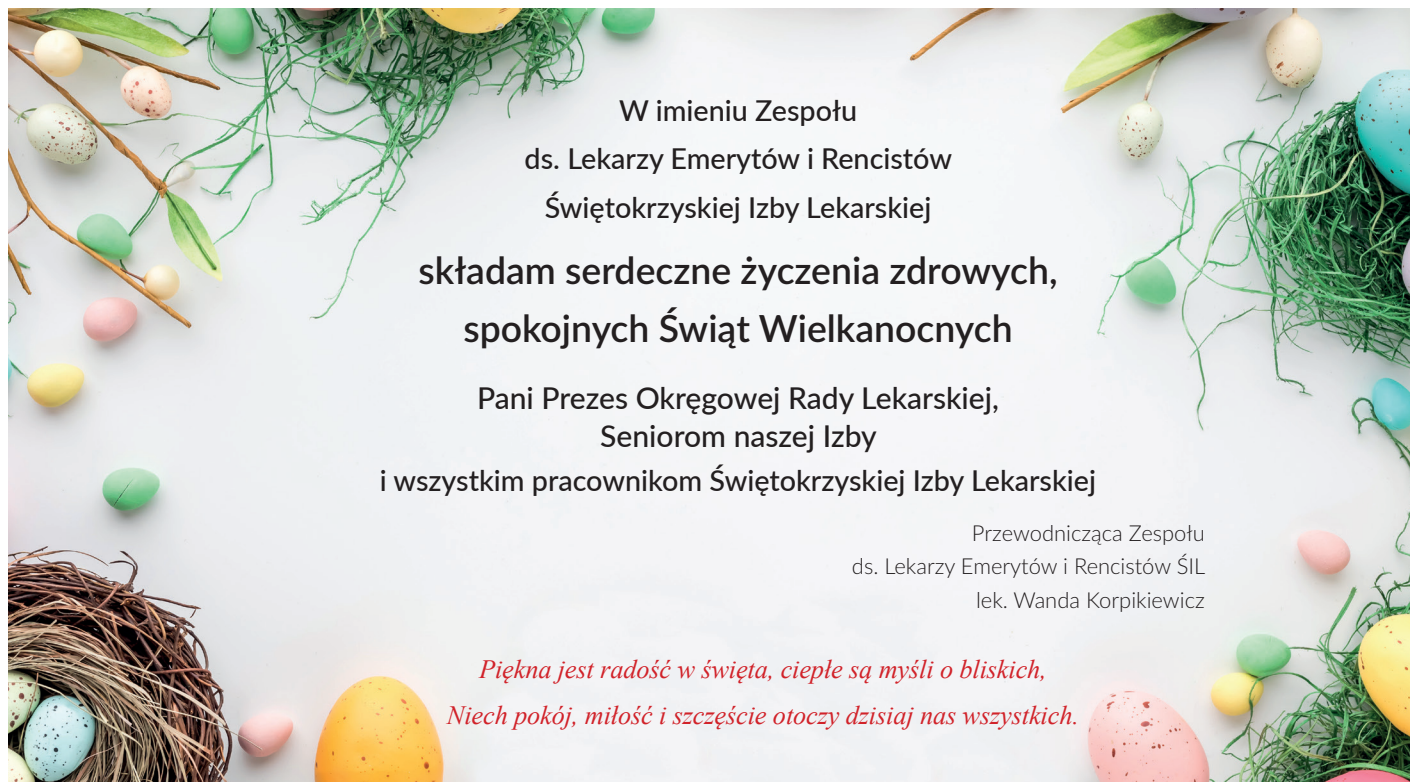 W imieniu Zespołu
ds. Lekarzy Emerytów i Rencistów
Świętokrzyskiej Izby Lekarskiej
składam serdeczne życzenia zdrowych,
spokojnych Świąt Wielkanocnych
Pani Prezes Okręgowej Rady Lekarskiej,
Seniorom naszej Izby
i wszystkim pracownikom Świętokrzyskiej Izby Lekarskiej
Przewodnicząca Zespołu
ds. Lekarzy Emerytów i Rencistów ŚIL
lek. Wanda Korpikiewicz
Piękna jest radość w święta, ciepłe są myśli o bliskich,
Niech pokój, miłość i szczęście otoczy dzisiaj nas wszystkich.